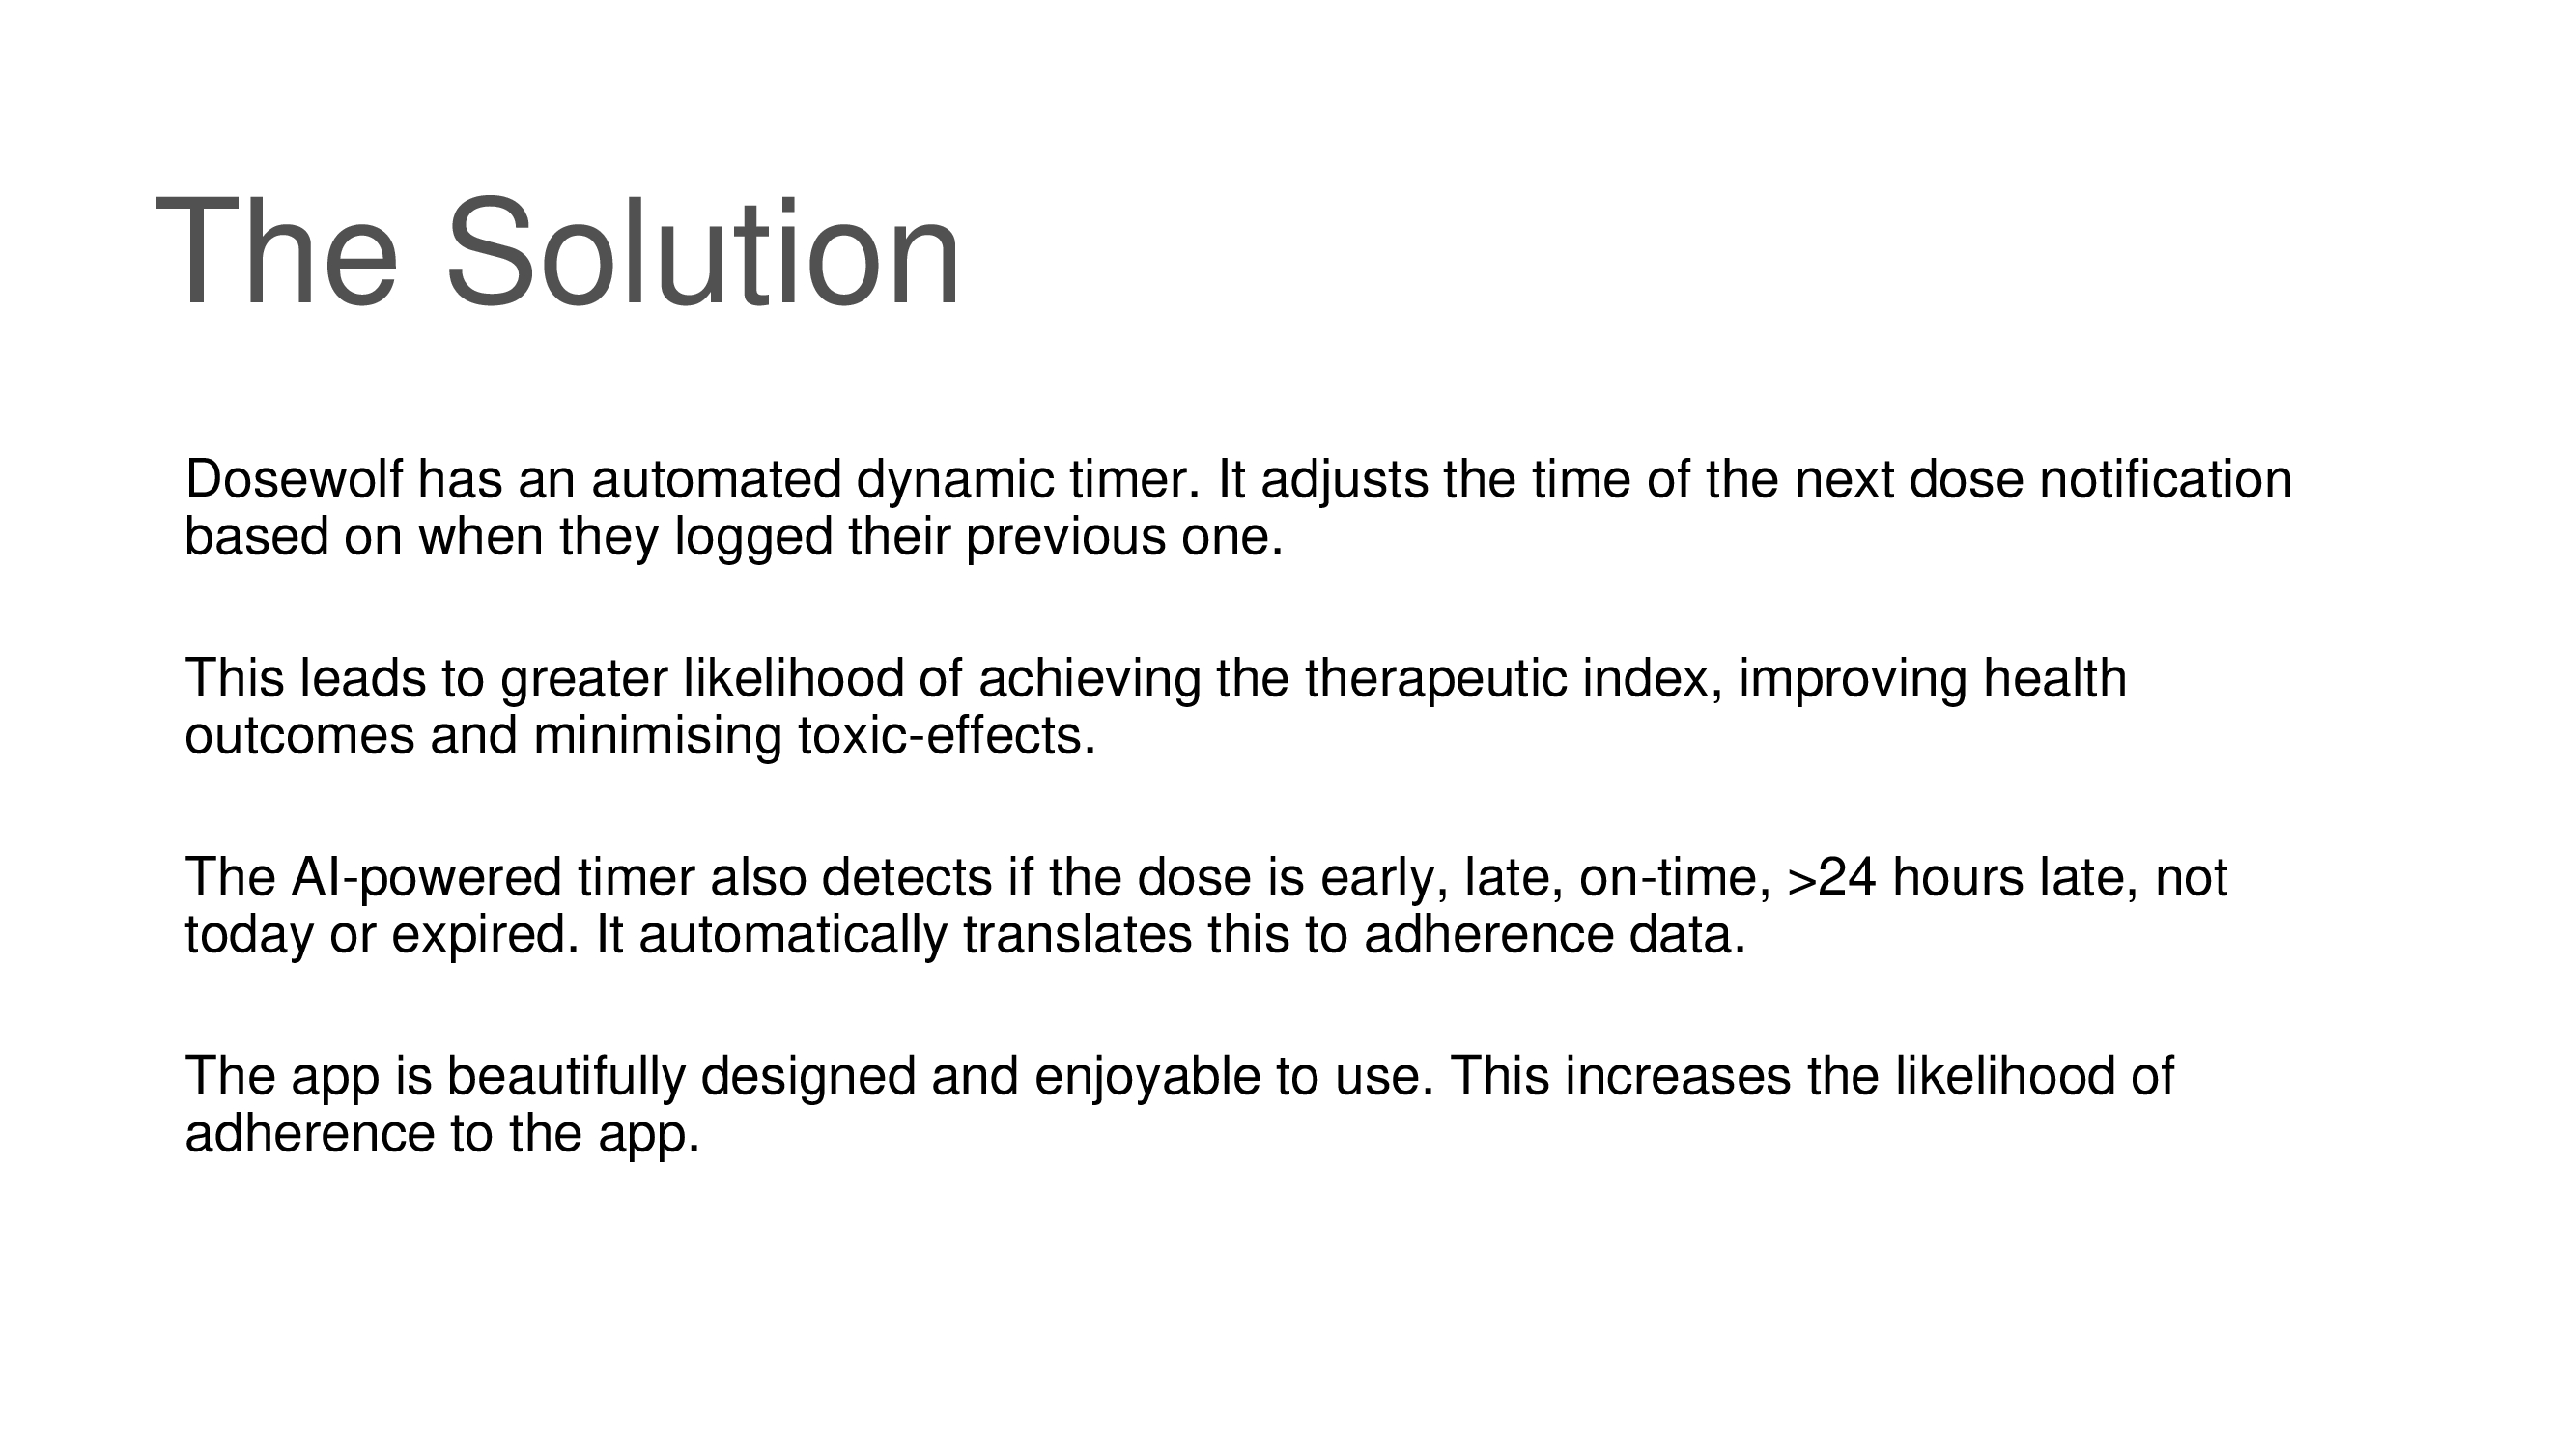 The Solution
Dosewolf has an automated dynamic timer. It adjusts the time of the next dose notification
based on when they logged their previous one.
This leads to greater likelihood of achieving the therapeutic index, improving health
outcomes and minimising toxic-effects.
The AI-powered timer also detects if the dose is early, late, on-time, >24 hours late, not
today or expired. It automatically translates this to adherence data.
The app is beautifully designed and enjoyable to use. This increases the likelihood of
adherence to the app.